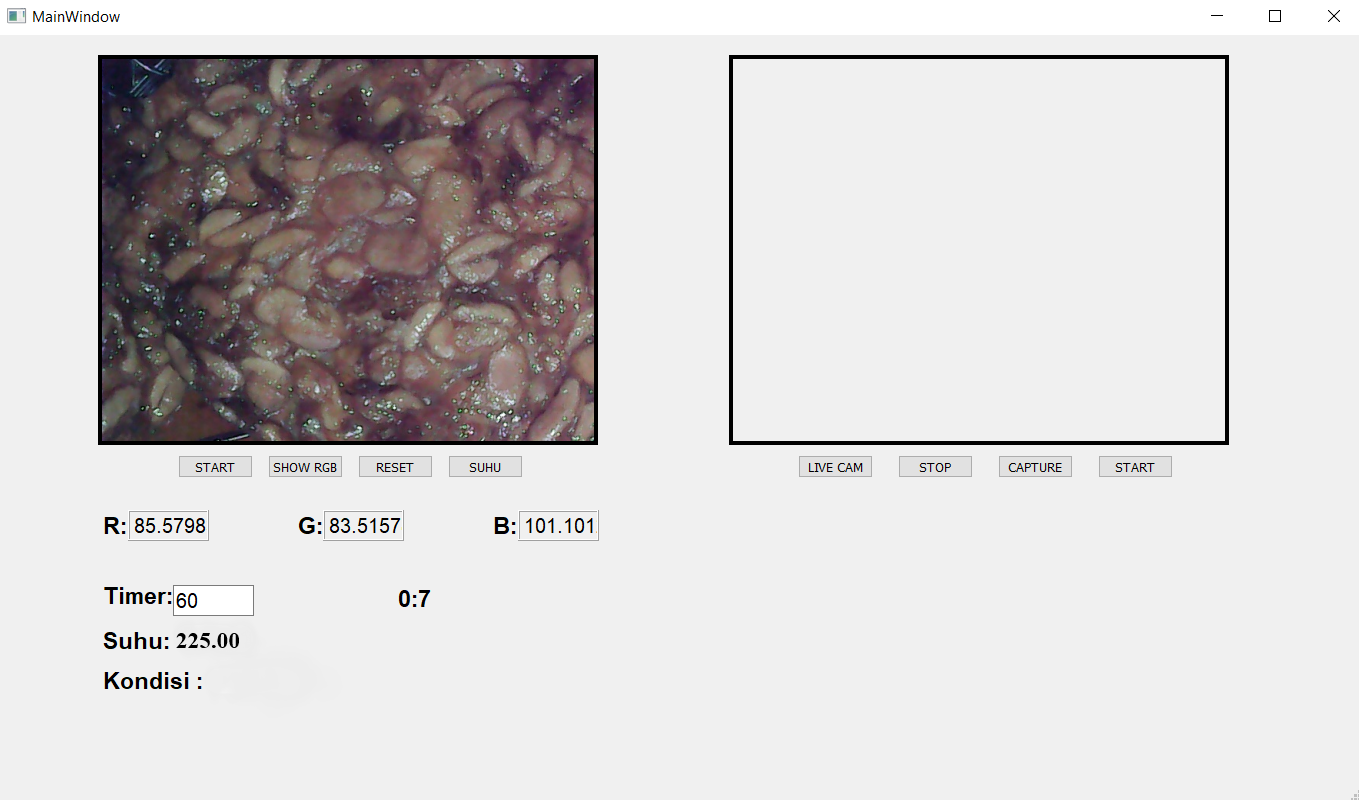 MainWindow
START SHOW RGB RESET SUHU
LIVE CAM STOP CAPTURE START
R: 85.5798 G: 83.5157 B: 101.101
Timer: 60 0:7
Suhu: 225.00
Kondisi :